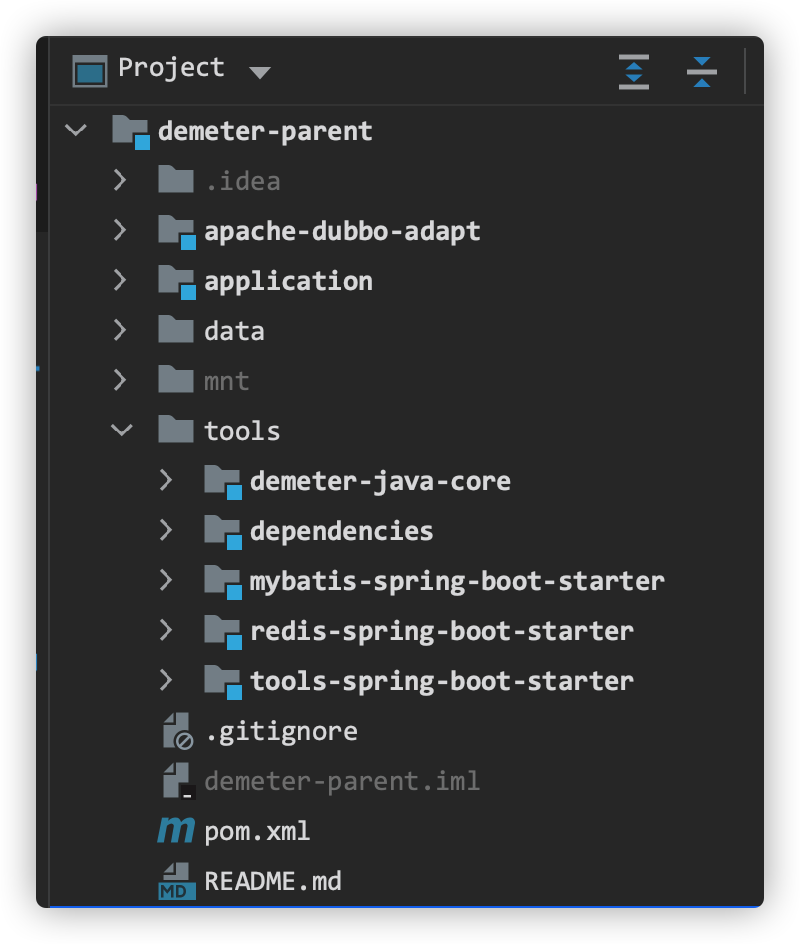 Project
demeter-parent
.idea
apache-dubbo-adapt
application
data
mnt
tools
demeter-java-core
dependencies
mybatis-spring-boot-starter
redis-spring-boot-starter
tools-spring-boot-starter
.gitignore
demeter-parent.iml
m pom.xml
MD README.md